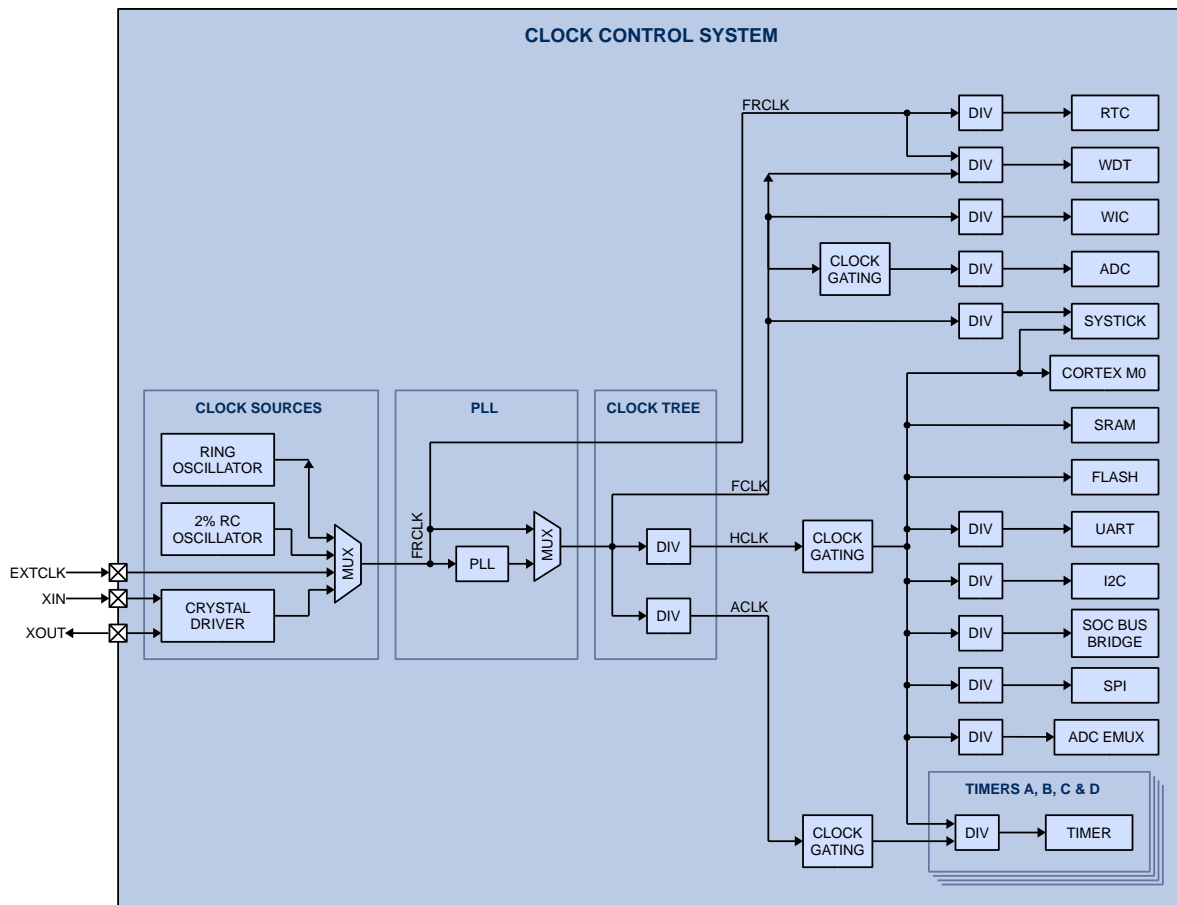 CLOCK CONTROL SYSTEM
FRCLK
DIV
RTC
DIV
WDT
DIV
WIC
CLOCK
GATING
DIV
ADC
DIV
SYSTICK
CORTEX M0
CLOCK SOURCES
PLL
CLOCK TREE
SRAM
RING
OSCILLATOR
FLASH
FCLK
2% RC
OSCILLATOR
MUX
FRCLK
PLL
MUX
DIV
HCLK
CLOCK
GATING
DIV
UART
EXTCLK
DIV
I2C
XIN
CRYSTAL
DRIVER
XOUT
DIV
ACLK
DIV
SOC BUS
BRIDGE
DIV
SPI
DIV
ADC EMUX
TIMERS A, B, C & D
CLOCK
GATING
DIV
TIMER